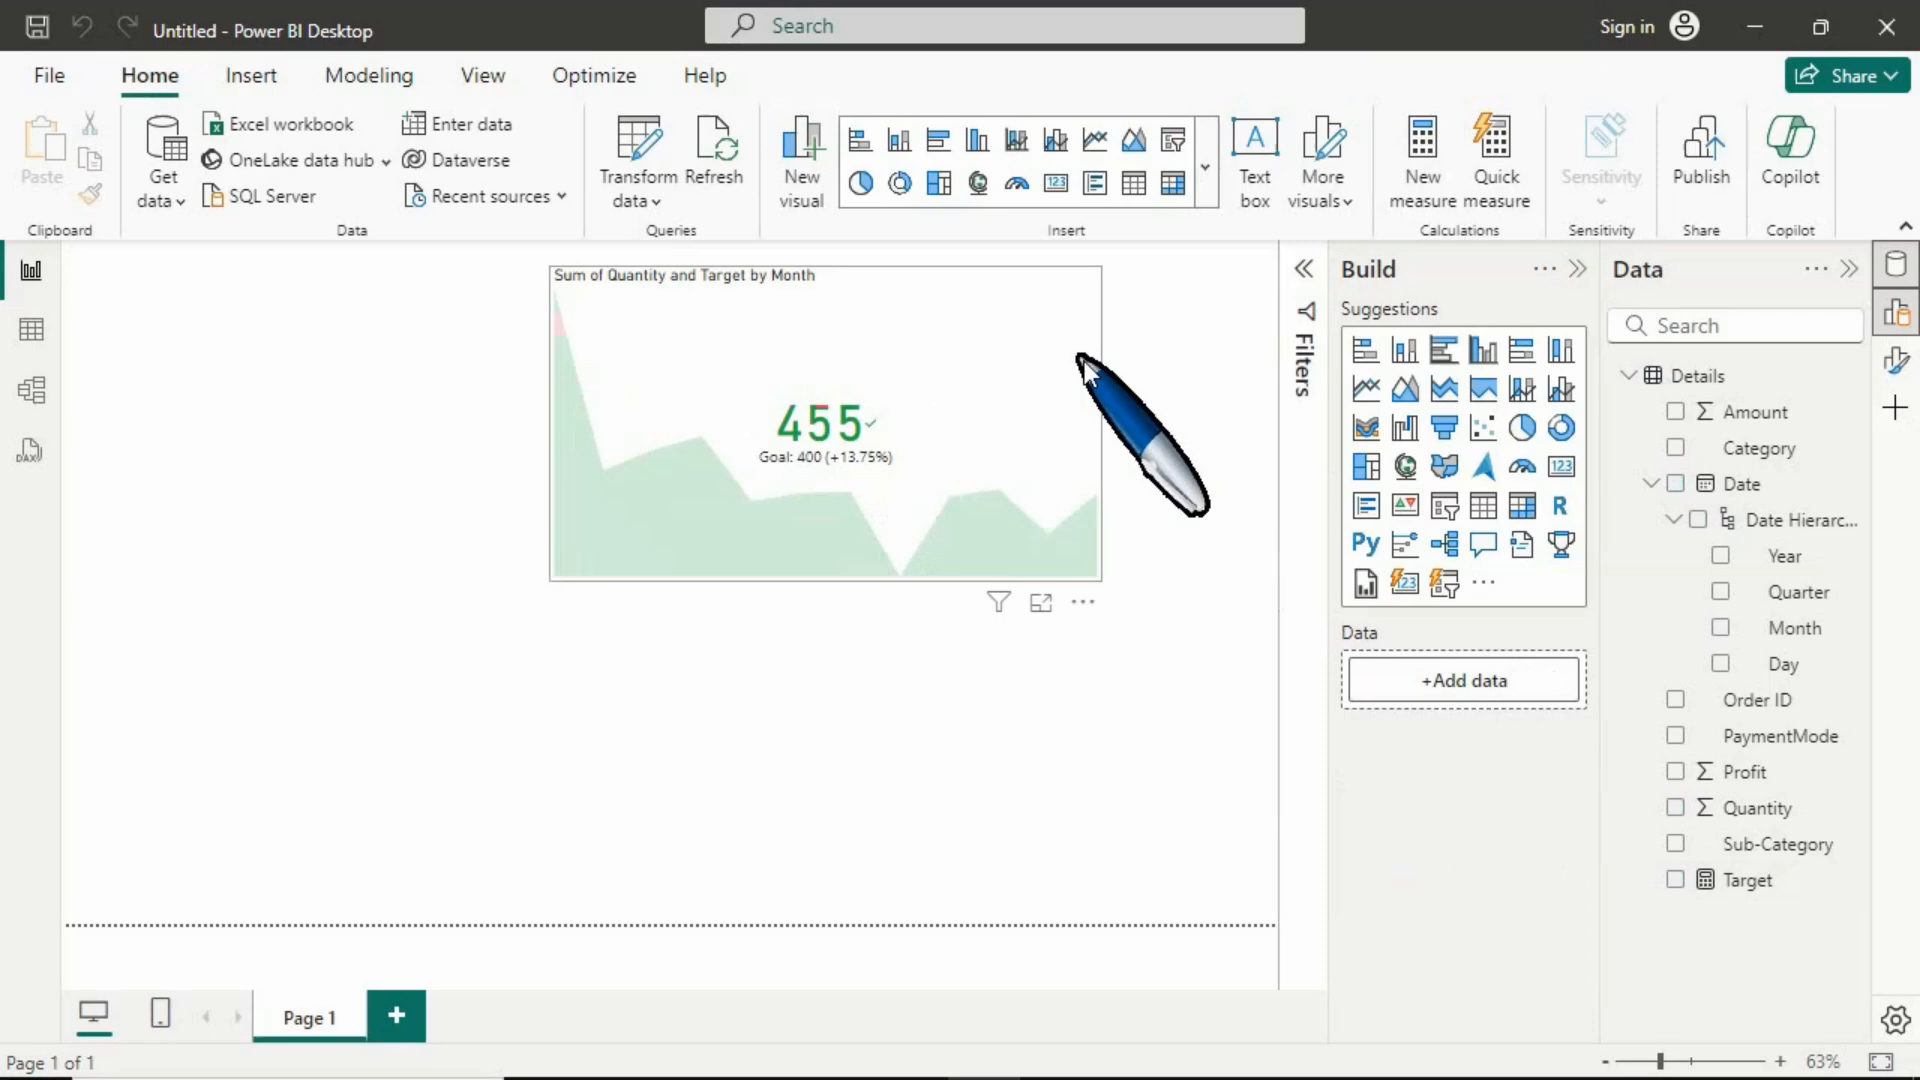 Untitled - Power BI Desktop
Search
Sign in
File
Home
Insert
Modeling
View
Optimize
Help
Share
Paste
Get data
Excel workbook
OneLake data hub
SQL Server
Enter data
Dataverse
Recent sources
Transform data
Refresh
New visual
123
A
Text box
More visuals
New measure
Quick measure
Sensitivity
Publish
Copilot
Clipboard
Data
Queries
Insert
Calculations
Sensitivity
Share
Copilot
DAX
Sum of Quantity and Target by Month
455
Goal: 400 (+13.75%)
Filters
Build
Suggestions
123
R
Py
123
Data
+Add data
Data
Search
Details
Σ Amount
Category
Date
Date Hierarc...
Year
Quarter
Month
Day
Order ID
PaymentMode
Σ Profit
Σ Quantity
Sub-Category
Target
Page 1
+
Page 1 of 1
- + 63%